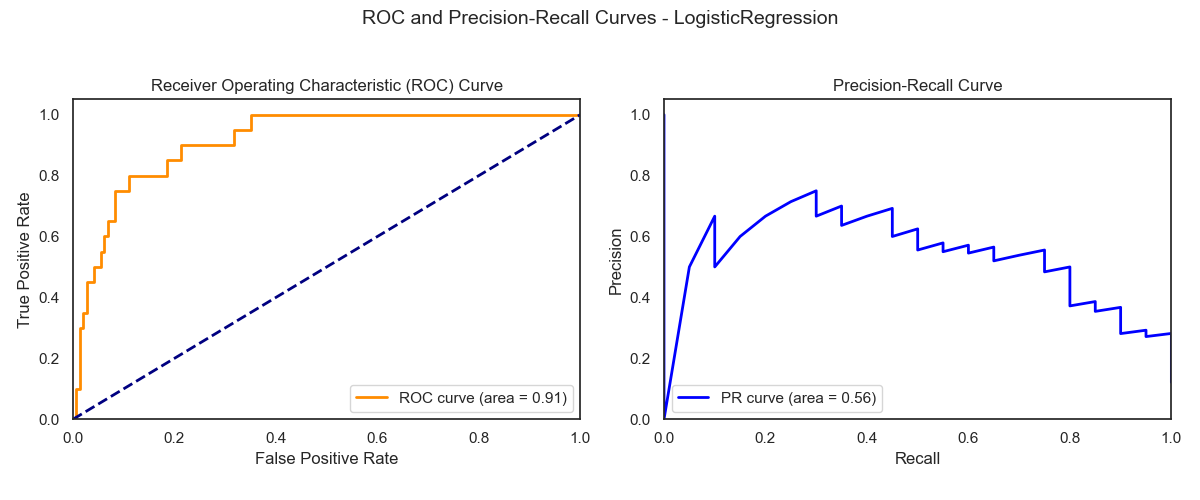 ROC and Precision-Recall Curves - LogisticRegression
Receiver Operating Characteristic (ROC) Curve
1.0
0.8
0.6
0.4
0.2
0.0
True Positive Rate
0.0 0.2 0.4 0.6 0.8 1.0
False Positive Rate
ROC curve (area = 0.91)
Precision-Recall Curve
1.0
0.8
0.6
0.4
0.2
0.0
Precision
0.0 0.2 0.4 0.6 0.8 1.0
Recall
PR curve (area = 0.56)